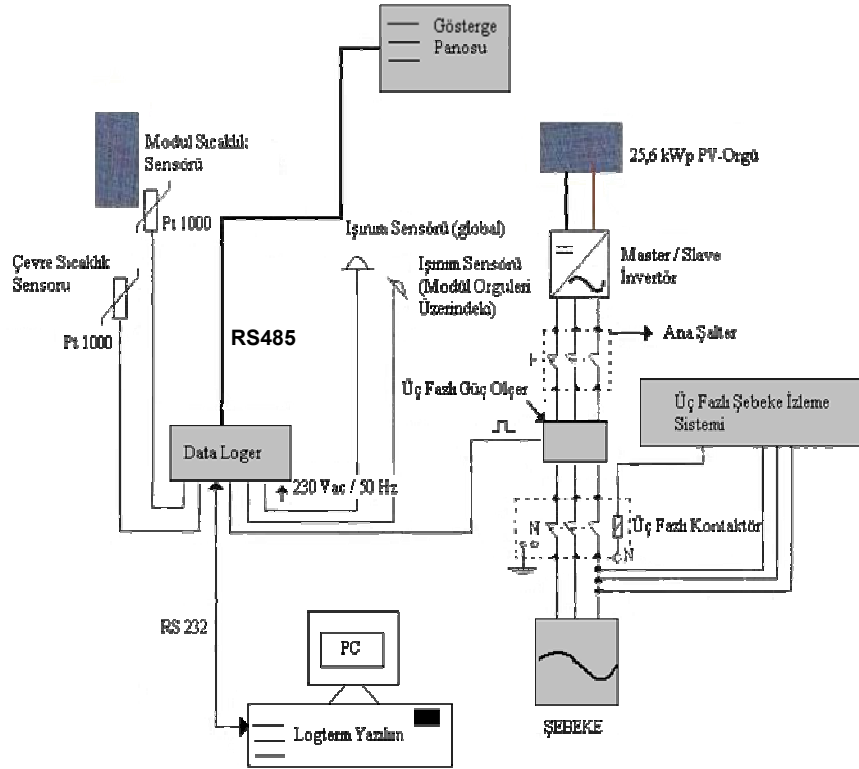 Gösterge
Panosu
Modul Sıcaklık
Sensörü
Pt 1000
Çevre Sıcaklık
Sensoru
Pt 1000
Işınım Sensörü (global)
Işınım Sensörü
(Modül Orguleri
Üzerindeki)
RS485
25,6 kWp PV-Orgü
Master / Slave
İnvertör
Ana Şalter
Üç Fazlı Güç Olçer
Üç Fazlı Şebeke İzleme
Sistemi
Data Loger
230 Vac / 50 Hz
N
Üç Fazlı Kontaktör
N
RS 232
PC
Logterm Yazılım
ŞEBEKE